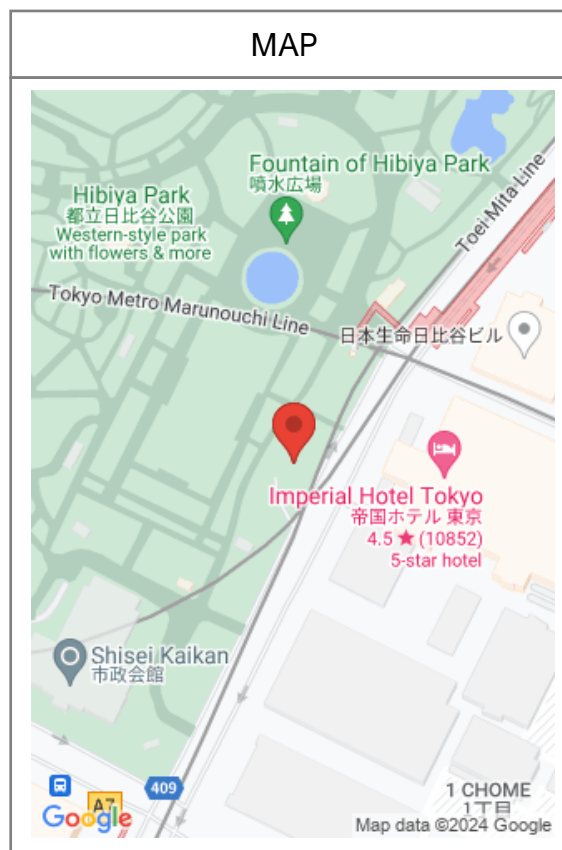 MAP
Fountain of Hibiya Park
噴水広場
Hibiya Park
都立日比谷公園
Western-style park
with flowers & more
Toei Mita Line
Tokyo Metro Marunouchi Line
日本生命日比谷ビル
Imperial Hotel Tokyo
帝国ホテル 東京
4.5 ★ (10852)
5-star hotel
Shisei Kaikan
市政会館
409
A7
1 CHOME
1丁目
Google
Map data ©2024 Google